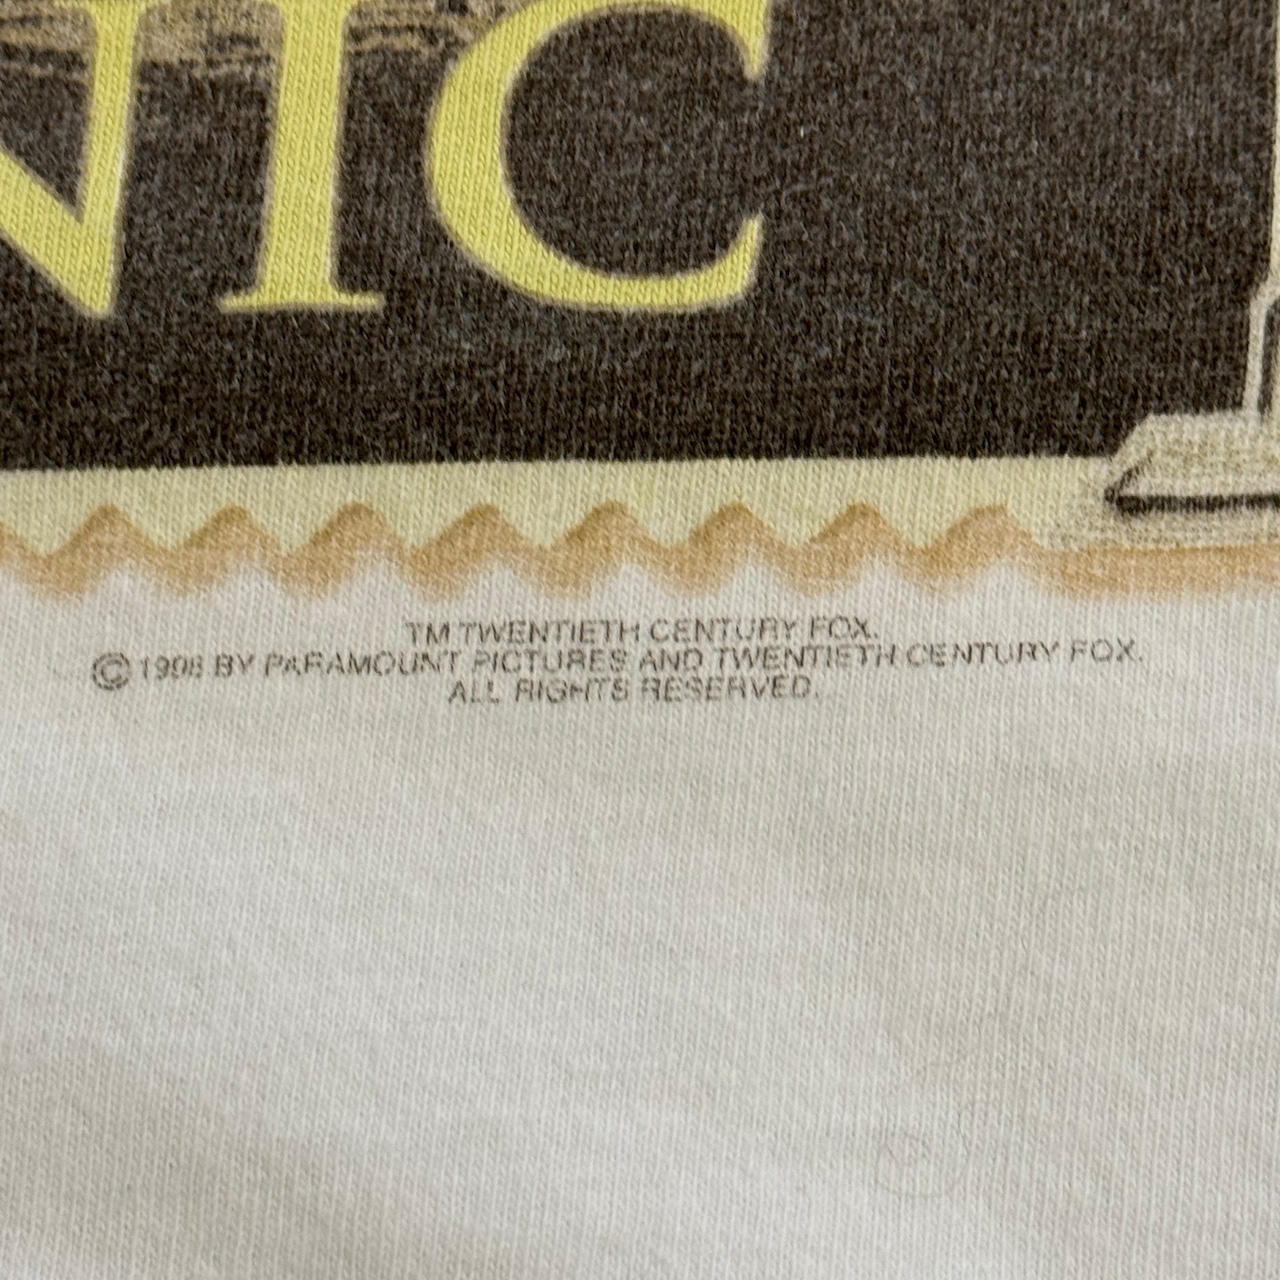 NIC
TM TWENTIETH CENTURY FOX.
© 1998 BY PARAMOUNT PICTURES AND TWENTIETH CENTURY FOX.
ALL RIGHTS RESERVED.